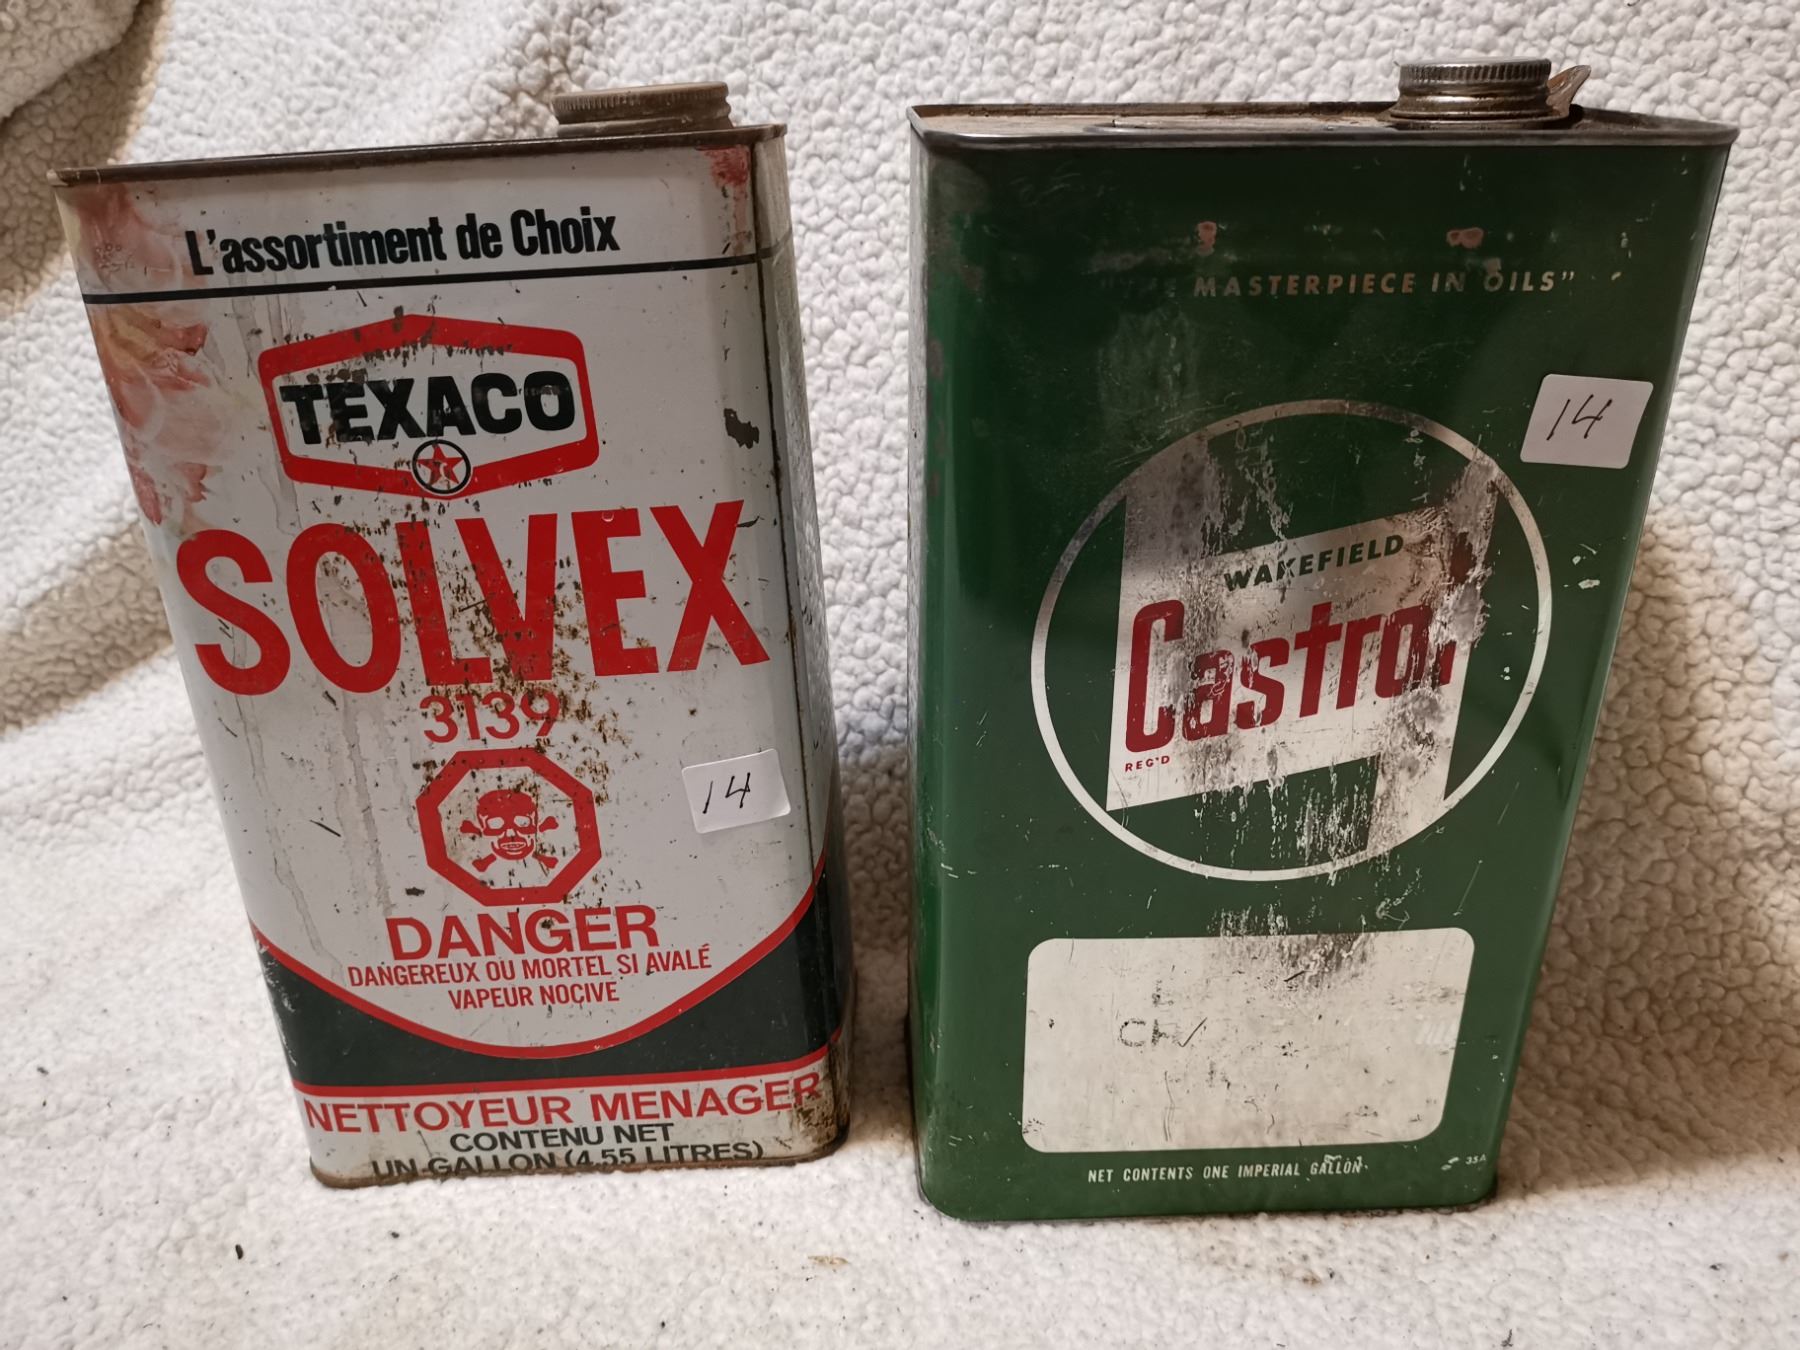 L'assortiment de Choix
TEXACO
SOLVEX
3139
14
DANGER
DANGEREUX OU MORTEL SI AVALÉ
VAPEUR NOCIVE
NETTOYEUR MENAGER
CONTENU NET
UN GALLON (4.55 LITRES)
MASTERPIECE IN OILS"
14
WAKEFIELD
Castrol
REG'D
NET CONTENTS ONE IMPERIAL GALLON
35A